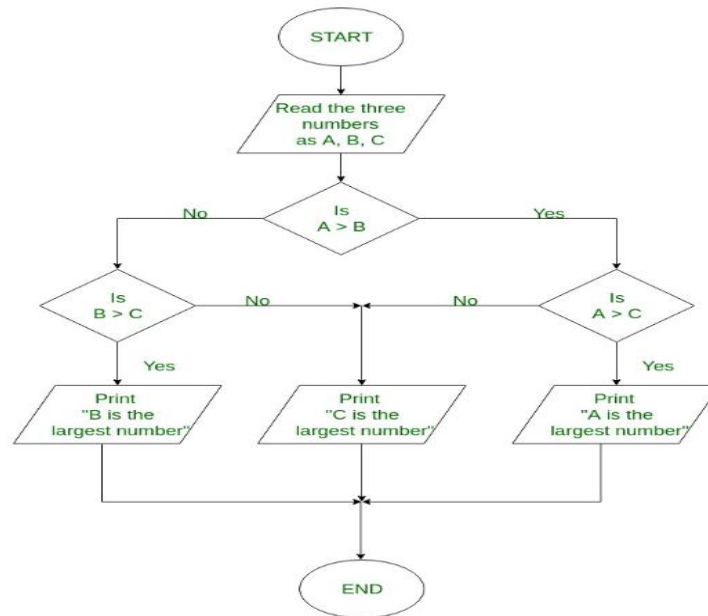 START
Read the three
numbers
as A, B, C
Is
A > B
No
Yes
Is
B > C
No
No
Is
A > C
Yes
Yes
Print
"B is the
largest number"
Print
"C is the
largest number"
Print
"A is the
largest number"
END